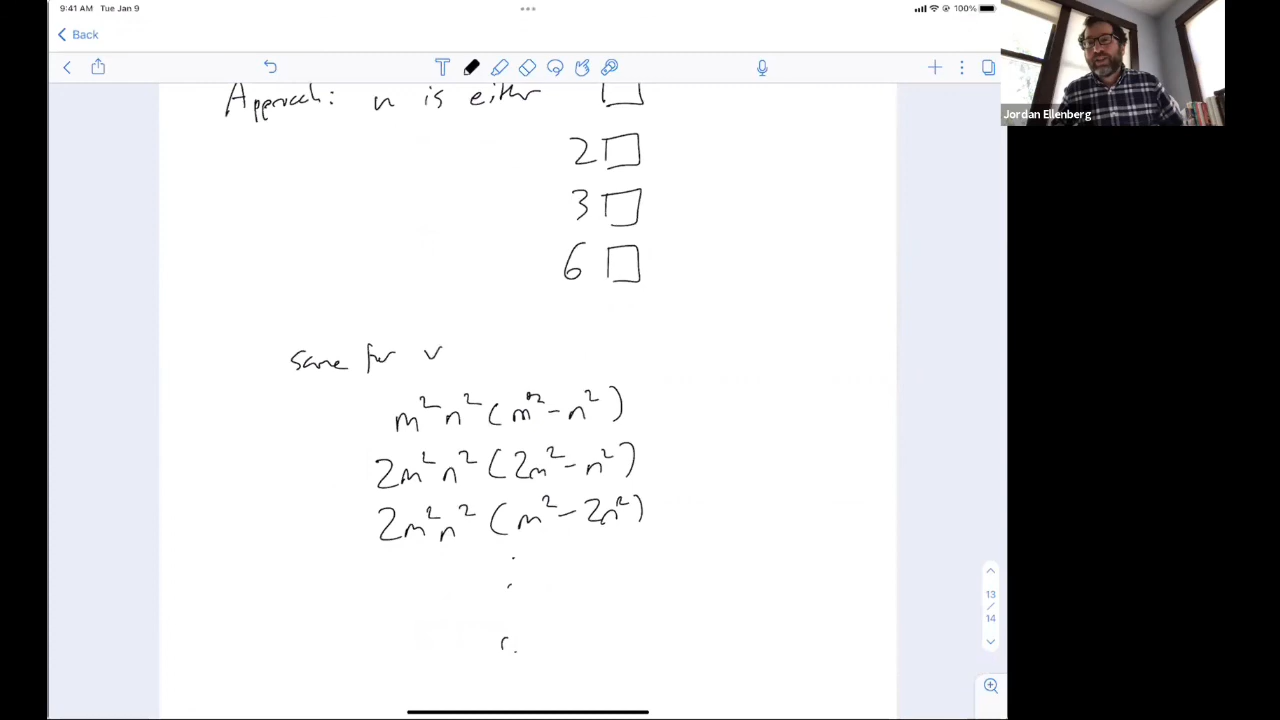 9:41 AM Tue Jan 9
100%
Back
Jordan Ellenberg
Approach: u is either □
2 □
3 □
6 □
same for v
m²n²(m²-n²)
2m²n²(2m²-n²)
2m²n²(m²-2n²)
13
/
14